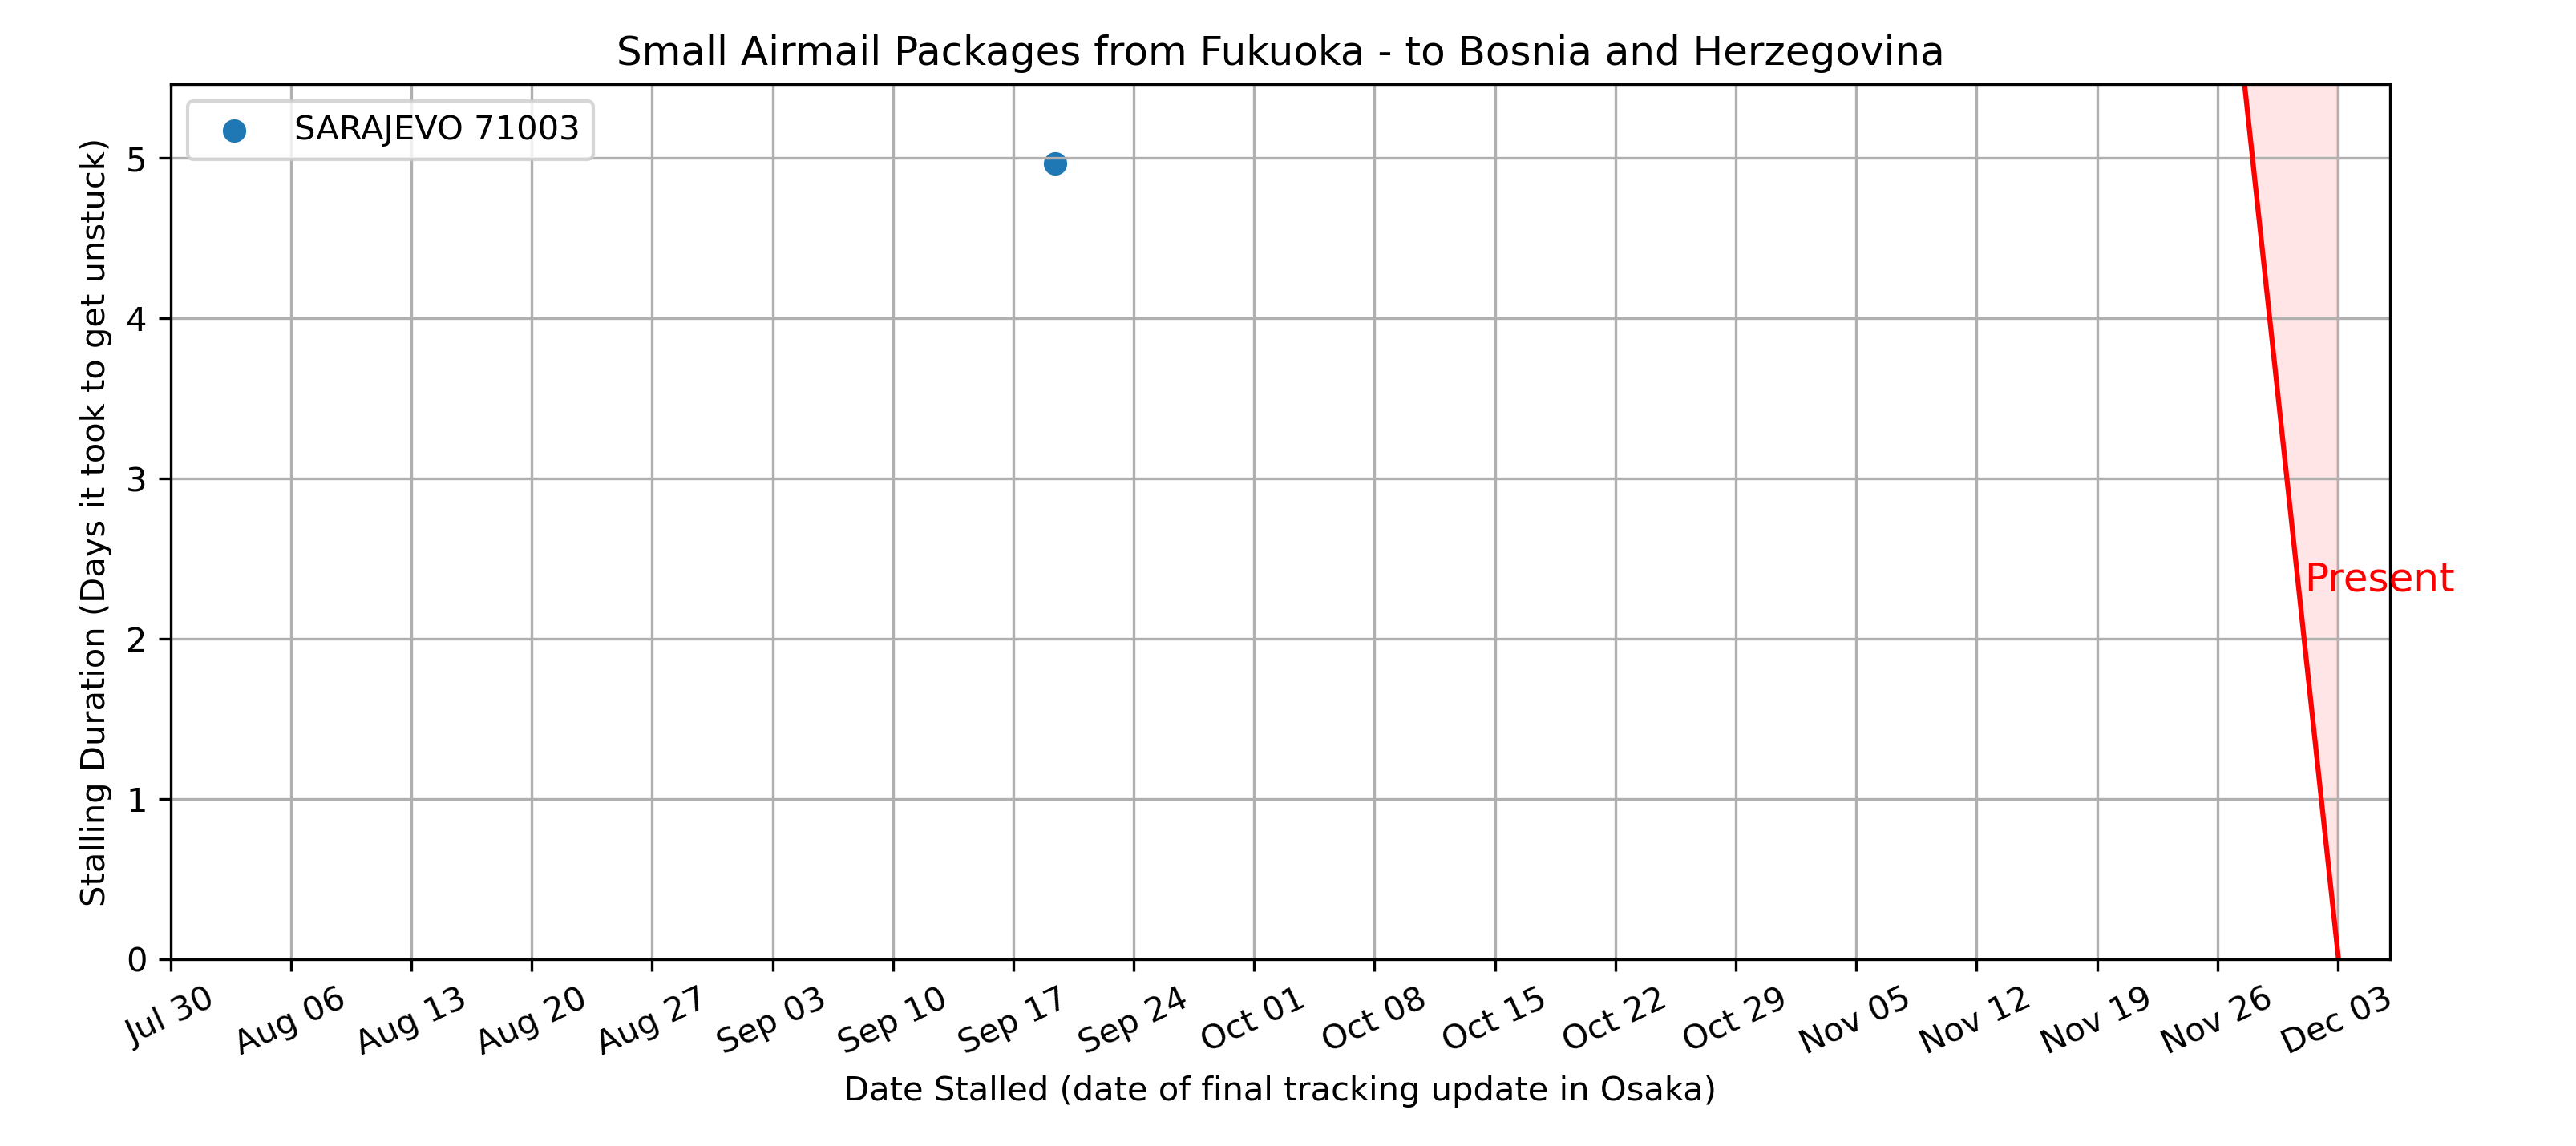 Small Airmail Packages from Fukuoka - to Bosnia and Herzegovina
SARAJEVO 71003
Stalling Duration (Days it took to get unstuck)
5
4
3
2
1
0
Present
Jul 30
Aug 06
Aug 13
Aug 20
Aug 27
Sep 03
Sep 10
Sep 17
Sep 24
Oct 01
Oct 08
Oct 15
Oct 22
Oct 29
Nov 05
Nov 12
Nov 19
Nov 26
Dec 03
Date Stalled (date of final tracking update in Osaka)